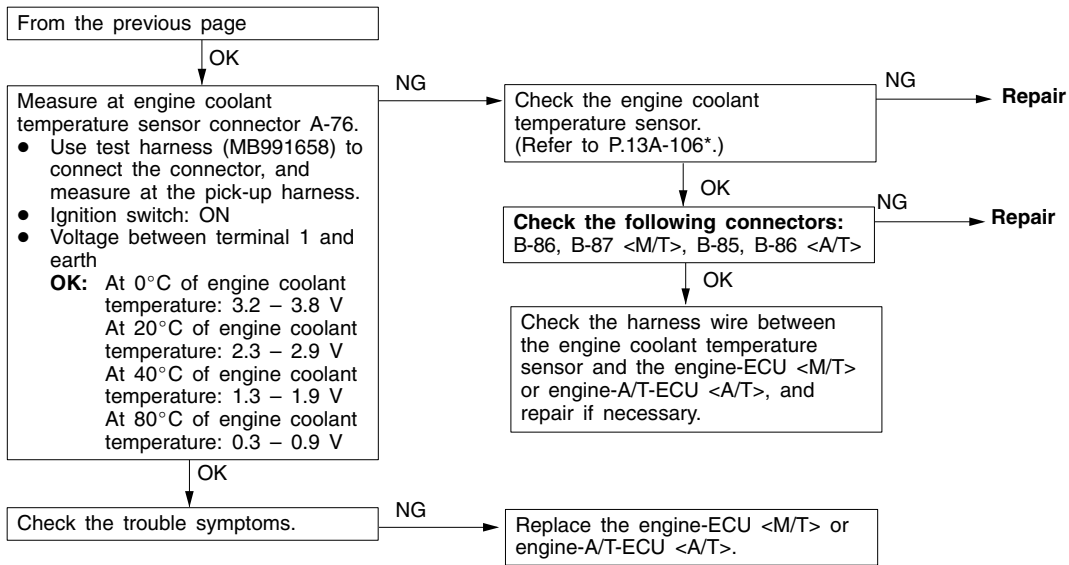 From the previous page
OK
Measure at engine coolant
temperature sensor connector A-76.
● Use test harness (MB991658) to
connect the connector, and
measure at the pick-up harness.
● Ignition switch: ON
● Voltage between terminal 1 and
earth
OK: At 0°C of engine coolant
temperature: 3.2 – 3.8 V
At 20°C of engine coolant
temperature: 2.3 – 2.9 V
At 40°C of engine coolant
temperature: 1.3 – 1.9 V
At 80°C of engine coolant
temperature: 0.3 – 0.9 V
NG
Check the engine coolant
temperature sensor.
(Refer to P.13A-106*.)
NG
Repair
OK
Check the following connectors:
B-86, B-87 <M/T>, B-85, B-86 <A/T>
NG
Repair
OK
Check the harness wire between
the engine coolant temperature
sensor and the engine-ECU <M/T>
or engine-A/T-ECU <A/T>, and
repair if necessary.
OK
Check the trouble symptoms.
NG
Replace the engine-ECU <M/T> or
engine-A/T-ECU <A/T>.